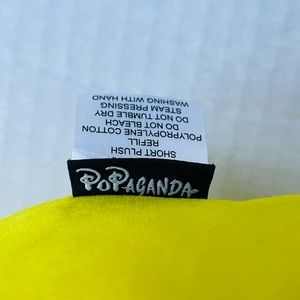 SHORT PLUSH
REFILL
POLYPROPYLENE COTTON
DO NOT BLEACH
DO NOT TUMBLE DRY
STEAM PRESSING
WASHING WITH HAND
POPAGANDA